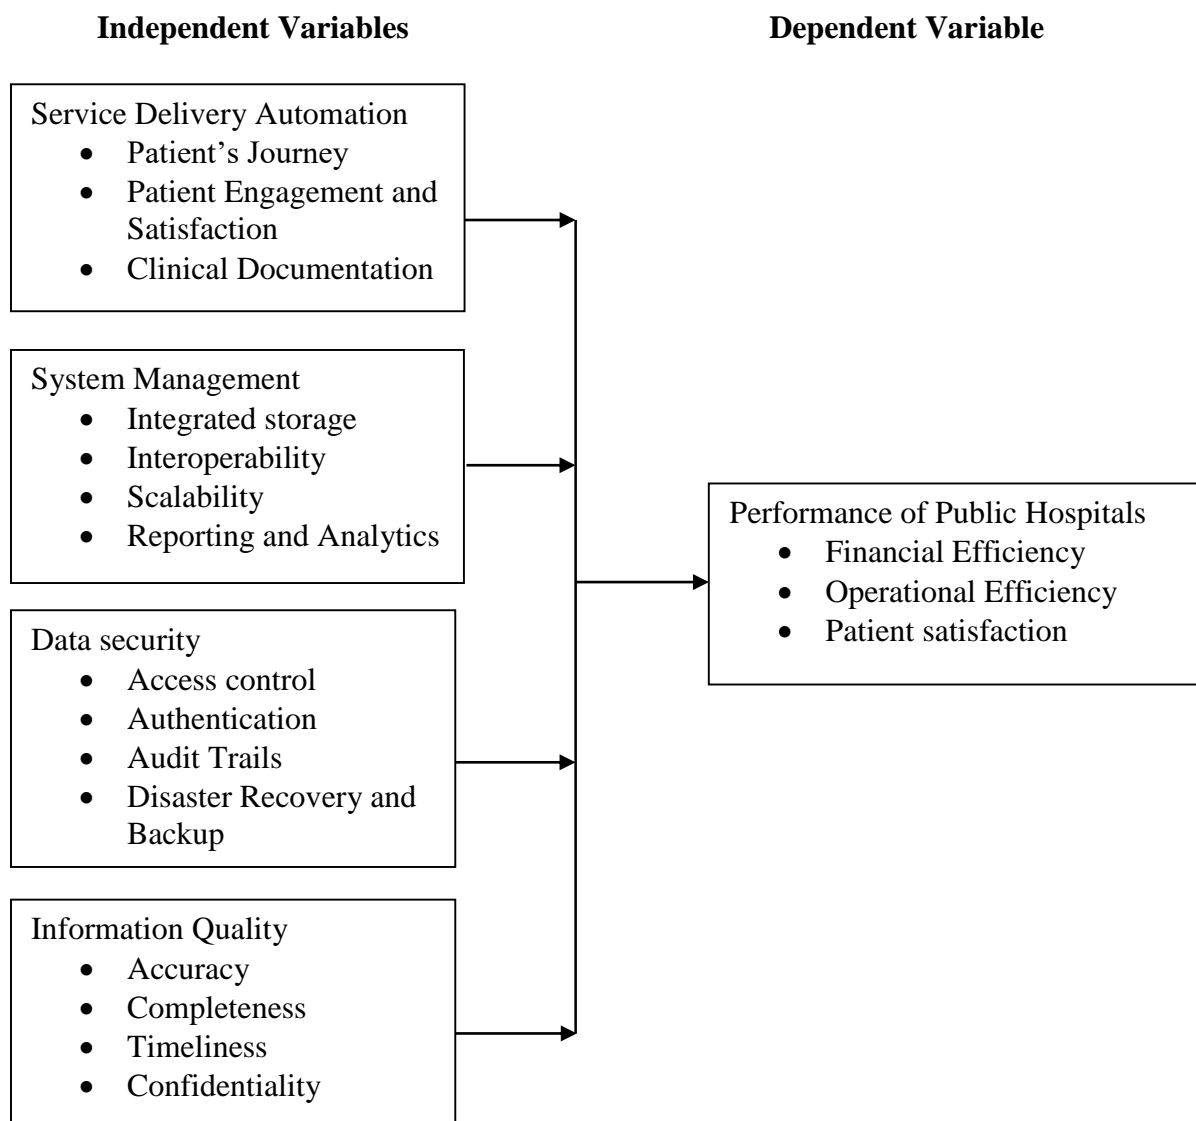 Independent Variables
Dependent Variable
Service Delivery Automation
• Patient’s Journey
• Patient Engagement and
Satisfaction
• Clinical Documentation
System Management
• Integrated storage
• Interoperability
• Scalability
• Reporting and Analytics
Data security
• Access control
• Authentication
• Audit Trails
• Disaster Recovery and
Backup
Information Quality
• Accuracy
• Completeness
• Timeliness
• Confidentiality
Performance of Public Hospitals
• Financial Efficiency
• Operational Efficiency
• Patient satisfaction